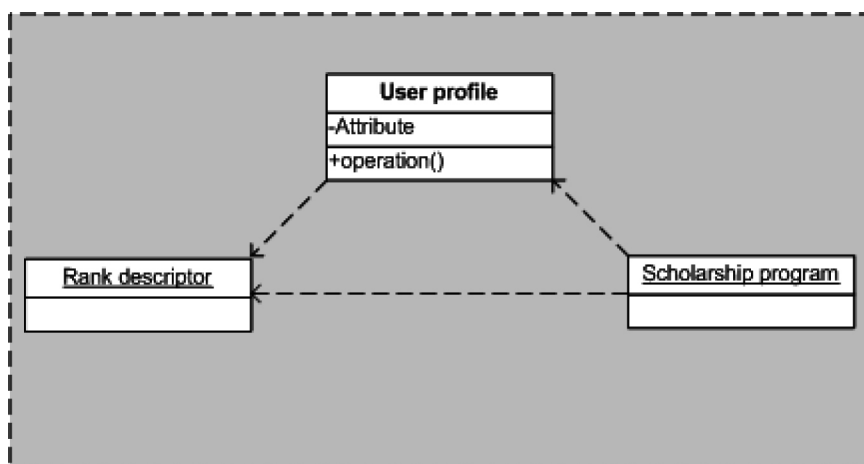 User profile
-Attribute
+operation()
Rank descriptor
Scholarship program